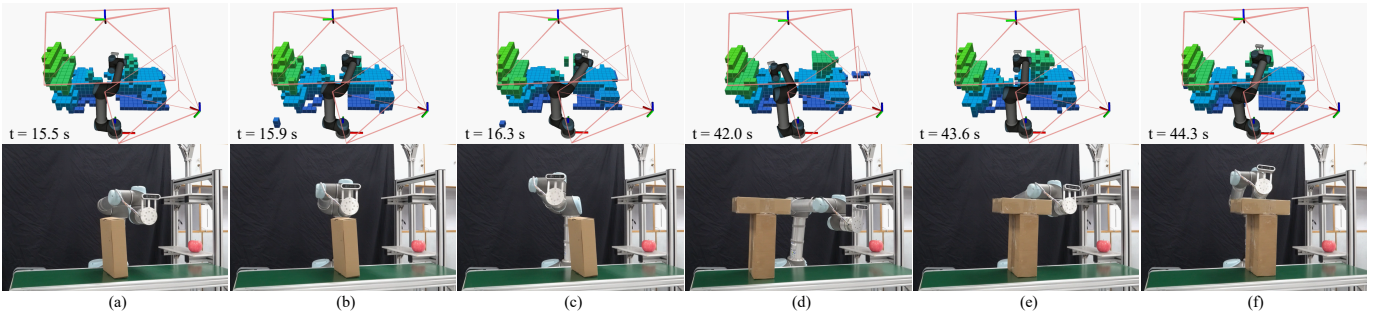 t = 15.5 s
t = 15.9 s
t = 16.3 s
t = 42.0 s
t = 43.6 s
t = 44.3 s
(a)
(b)
(c)
(d)
(e)
(f)